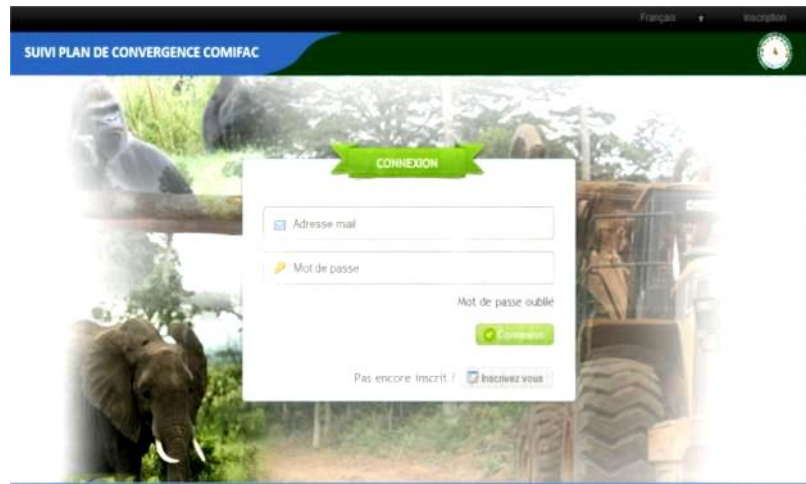 Français ▼ Inscription
SUIVI PLAN DE CONVERGENCE COMIFAC
CONNEXION
Adresse mail
Mot de passe
Mot de passe oublié
Connexion
Pas encore inscrit ! Inscrivez vous